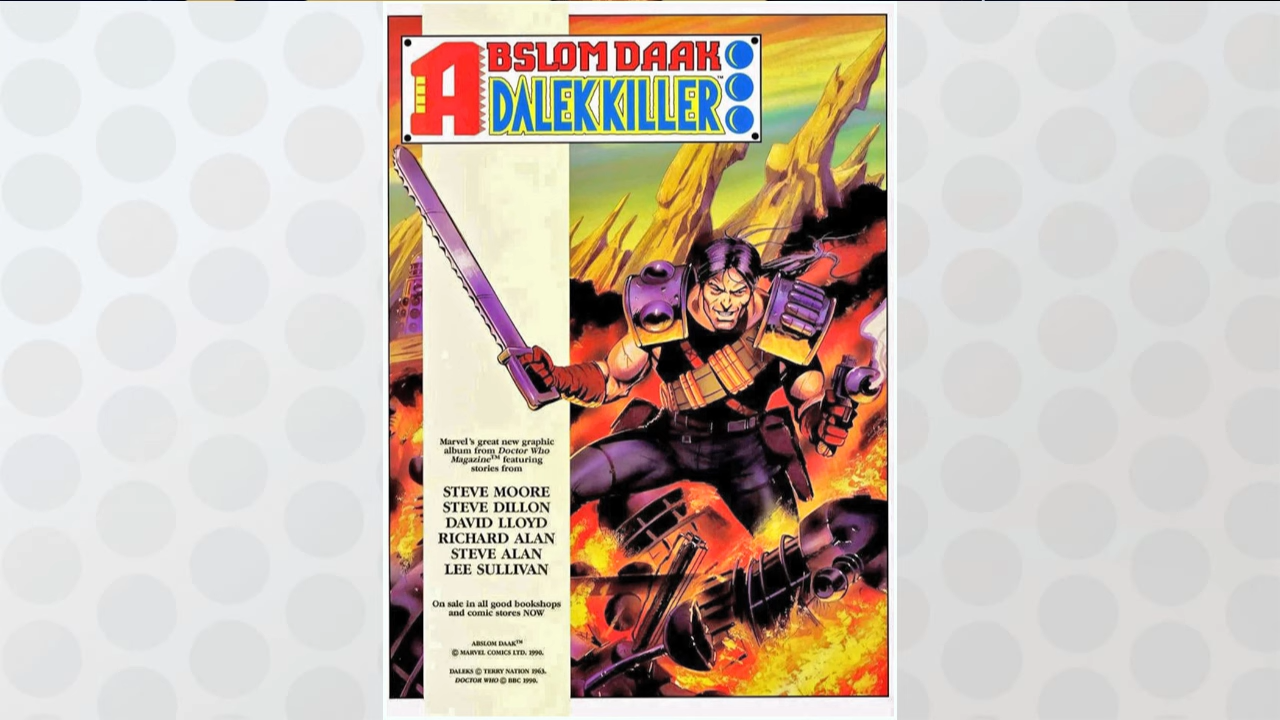 ABSLOM DAAK
DALEK KILLER™
Marvel's great new graphic
album from Doctor Who
Magazine™ featuring
stories from
STEVE MOORE
STEVE DILLON
DAVID LLOYD
RICHARD ALAN
STEVE ALAN
LEE SULLIVAN
On sale in all good bookshops
and comic stores NOW
ABSLOM DAAK™
© MARVEL COMICS LTD. 1990.
DALEKS © TERRY NATION 1963.
DOCTOR WHO © BBC 1990.